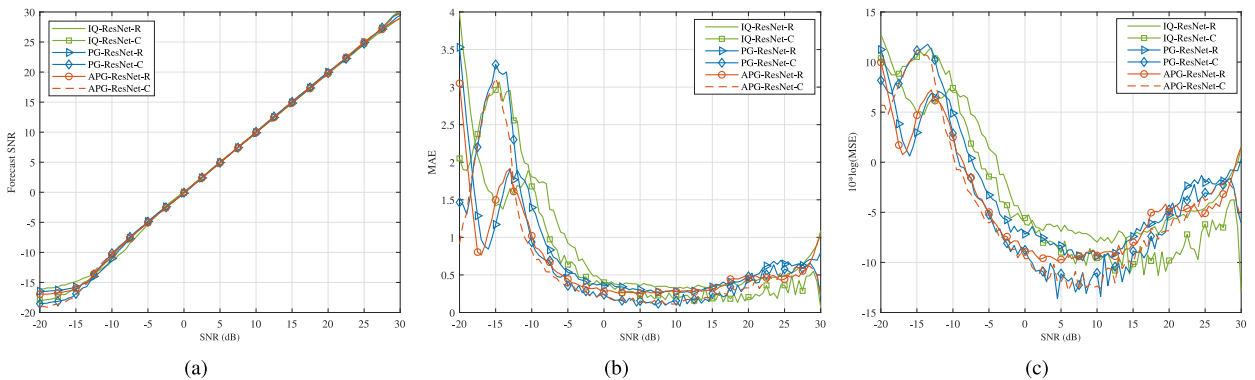 30
25
20
15
10
5
0
-5
-10
-15
-20
Forecast SNR
IQ-ResNet-R
IQ-ResNet-C
PG-ResNet-R
PG-ResNet-C
APG-ResNet-R
APG-ResNet-C
-20 -15 -10 -5 0 5 10 15 20 25 30
SNR (dB)
(a)
4
3.5
3
2.5
2
1.5
1
0.5
0
MAE
IQ-ResNet-R
IQ-ResNet-C
PG-ResNet-R
PG-ResNet-C
APG-ResNet-R
APG-ResNet-C
-20 -15 -10 -5 0 5 10 15 20 25 30
SNR (dB)
(b)
15
10
5
0
-5
-10
-15
10*log(MSE)
IQ-ResNet-R
IQ-ResNet-C
PG-ResNet-R
PG-ResNet-C
APG-ResNet-R
APG-ResNet-C
-20 -15 -10 -5 0 5 10 15 20 25 30
SNR (dB)
(c)